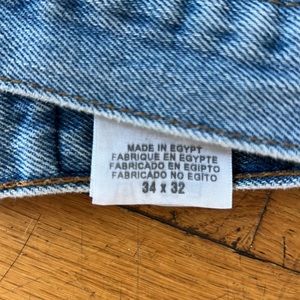 MADE IN EGYPT
FABRIQUE EN EGYPTE
FABRICADO EN EGIPTO
FABRICADO NO EGITO
34 x 32